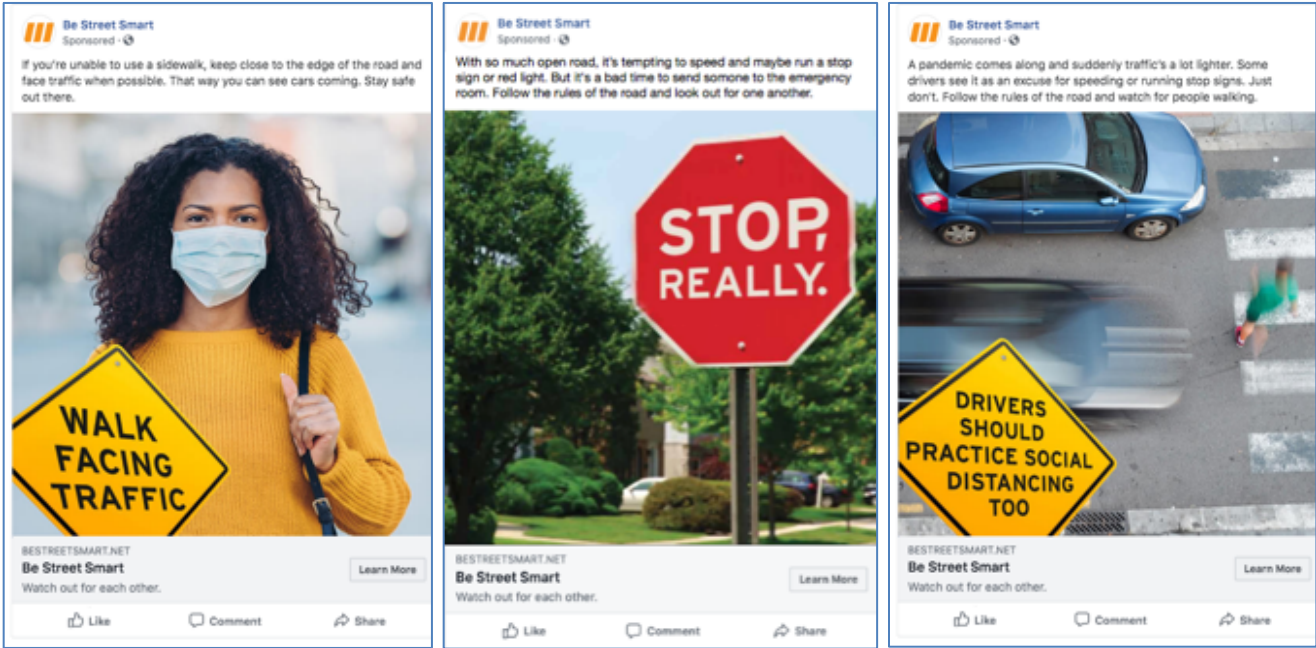 Be Street Smart
Sponsored ·
If you're unable to use a sidewalk, keep close to the edge of the road and
face traffic when possible. That way you can see cars coming. Stay safe
out there.
WALK
FACING
TRAFFIC
BESTREETSMART.NET
Be Street Smart
Watch out for each other.
Learn More
Like
Comment
Share
Be Street Smart
Sponsored ·
With so much open road, it's tempting to speed and maybe run a stop
sign or red light. But it's a bad time to send somone to the emergency
room. Follow the rules of the road and look out for one another.
STOP,
REALLY.
BESTREETSMART.NET
Be Street Smart
Watch out for each other.
Learn More
Like
Comment
Share
Be Street Smart
Sponsored ·
A pandemic comes along and suddenly traffic's a lot lighter. Some
drivers see it as an excuse for speeding or running stop signs. Just
don't. Follow the rules of the road and watch for people walking.
DRIVERS
SHOULD
PRACTICE SOCIAL
DISTANCING
TOO
BESTREETSMART.NET
Be Street Smart
Watch out for each other.
Learn More
Like
Comment
Share